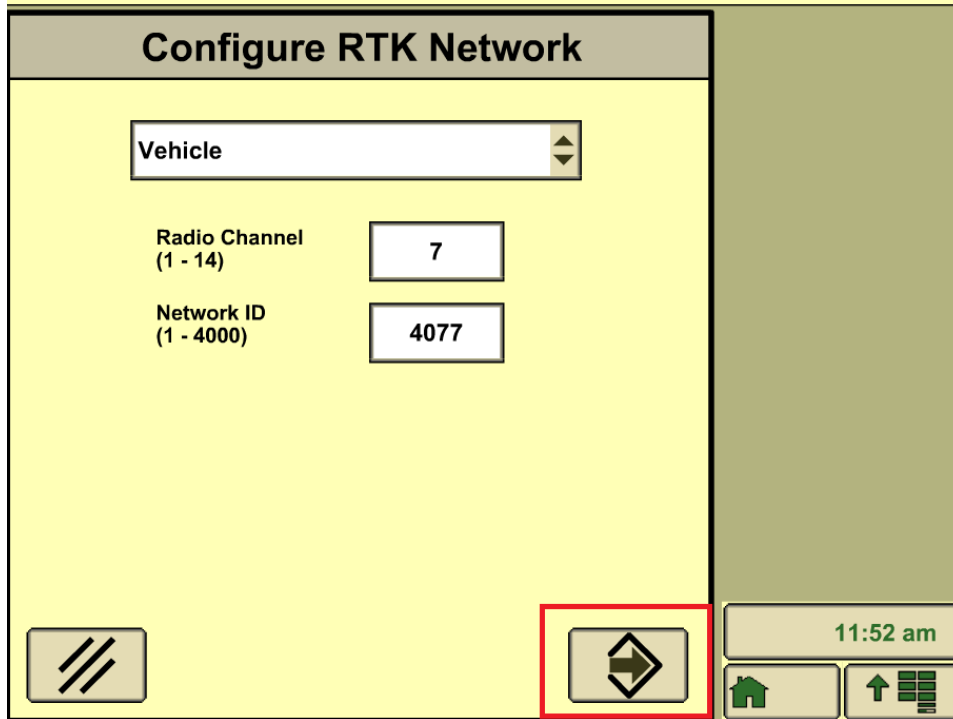 Configure RTK Network
Vehicle
Radio Channel
(1 - 14)
7
Network ID
(1 - 4000)
4077
11:52 am